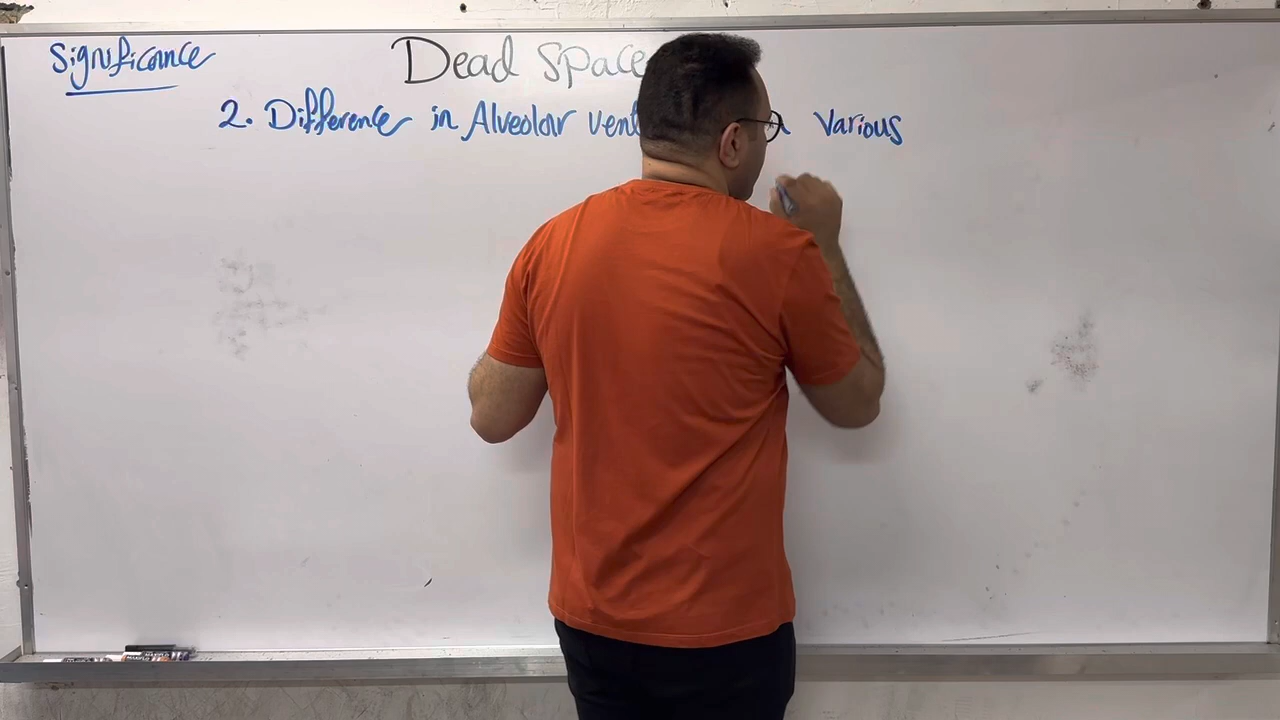 Significance
Dead Space
2. Difference in Alveolar vent Various